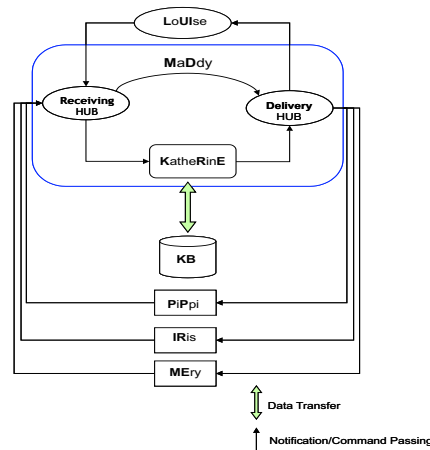 LoUIse
MaDdy
Receiving
HUB
Delivery
HUB
KatheRinE
KB
PiPpi
IRis
MEry
Data Transfer
Notification/Command Passing